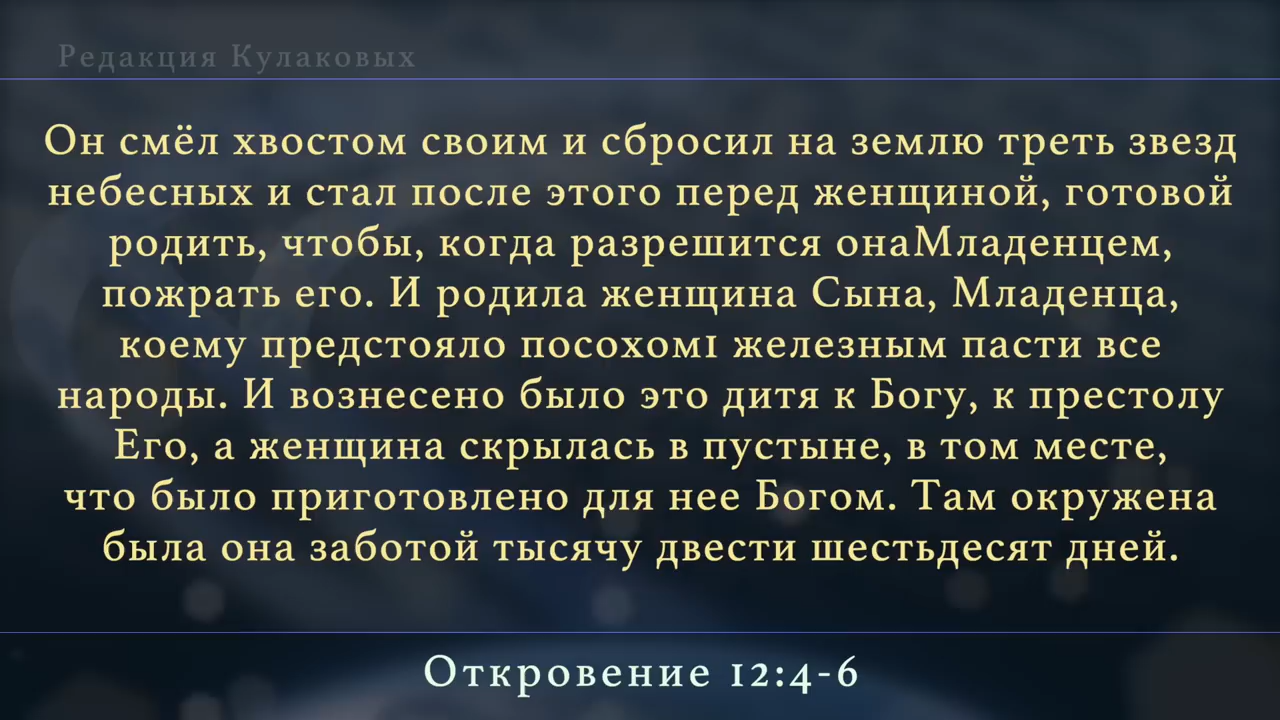 Редакция Кулаковых
Он смёл хвостом своим и сбросил на землю треть звезд
небесных и стал после этого перед женщиной, готовой
родить, чтобы, когда разрешится онаМладенцем,
пожрать его. И родила женщина Сына, Младенца,
коему предстояло посохом1 железным пасти все
народы. И вознесено было это дитя к Богу, к престолу
Его, а женщина скрылась в пустыне, в том месте,
что было приготовлено для нее Богом. Там окружена
была она заботой тысячу двести шестьдесят дней.
Откровение 12:4-6